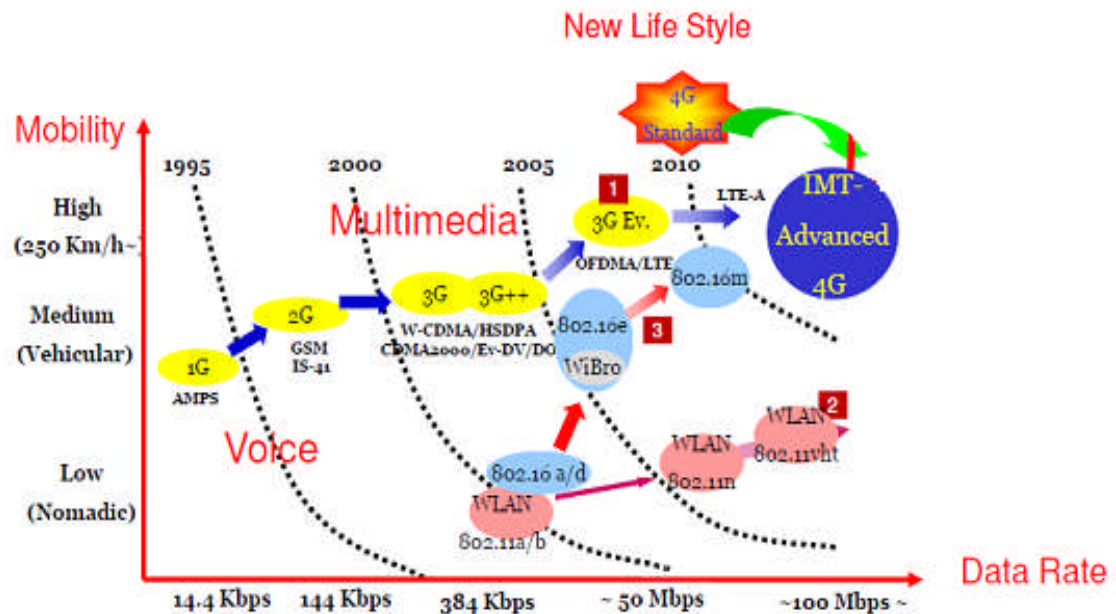 New Life Style
4G
Standard
Mobility
1995
2000
2005
2010
High
(250 Km/h~)
Multimedia
1
3G Ev.
LTE-A
IMT-
Advanced
4G
OFDMA/LTE
802.16m
3G
3G++
2G
Medium
(Vehicular)
W-CDMA/HSDPA
CDMA2000/Ev-DV/DO
GSM
IS-41
802.16e
3
WiBro
1G
AMPS
Voice
2
WLAN
802.11vht
WLAN
802.11n
Low
(Nomadic)
802.16 a/d
WLAN
802.11a/b
Data Rate
14.4 Kbps
144 Kbps
384 Kbps
~ 50 Mbps
~100 Mbps ~